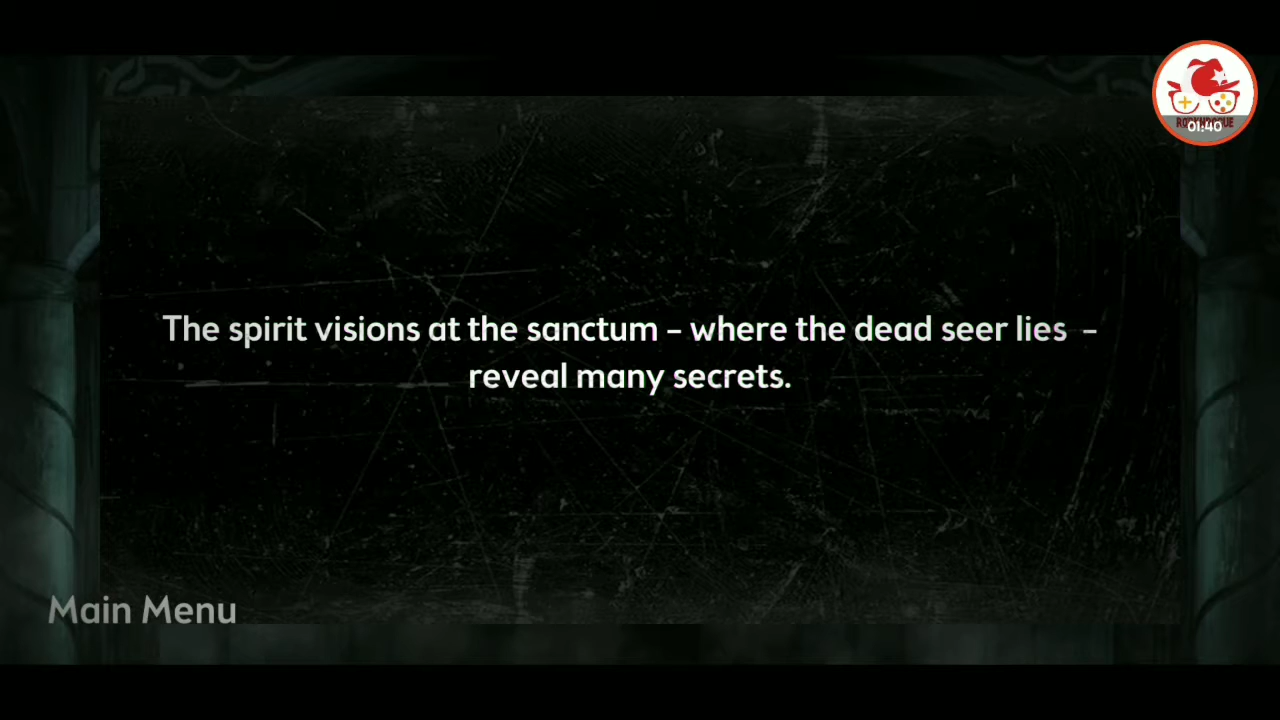 The spirit visions at the sanctum – where the dead seer lies –
reveal many secrets.
Main Menu
01:40